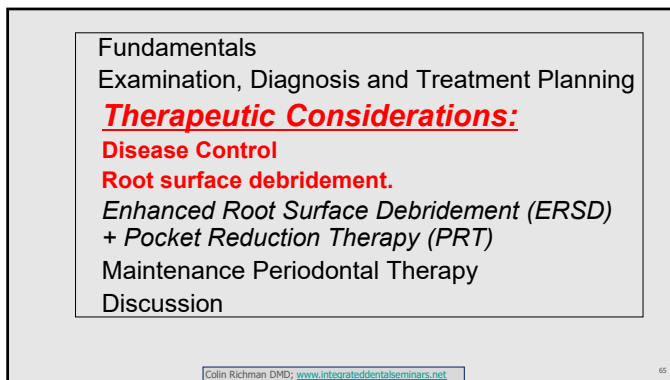 Fundamentals
Examination, Diagnosis and Treatment Planning
Therapeutic Considerations:
Disease Control
Root surface debridement.
Enhanced Root Surface Debridement (ERSD)
+ Pocket Reduction Therapy (PRT)
Maintenance Periodontal Therapy
Discussion
Colin Richman DMD; www.integrateddentalseminars.net
65